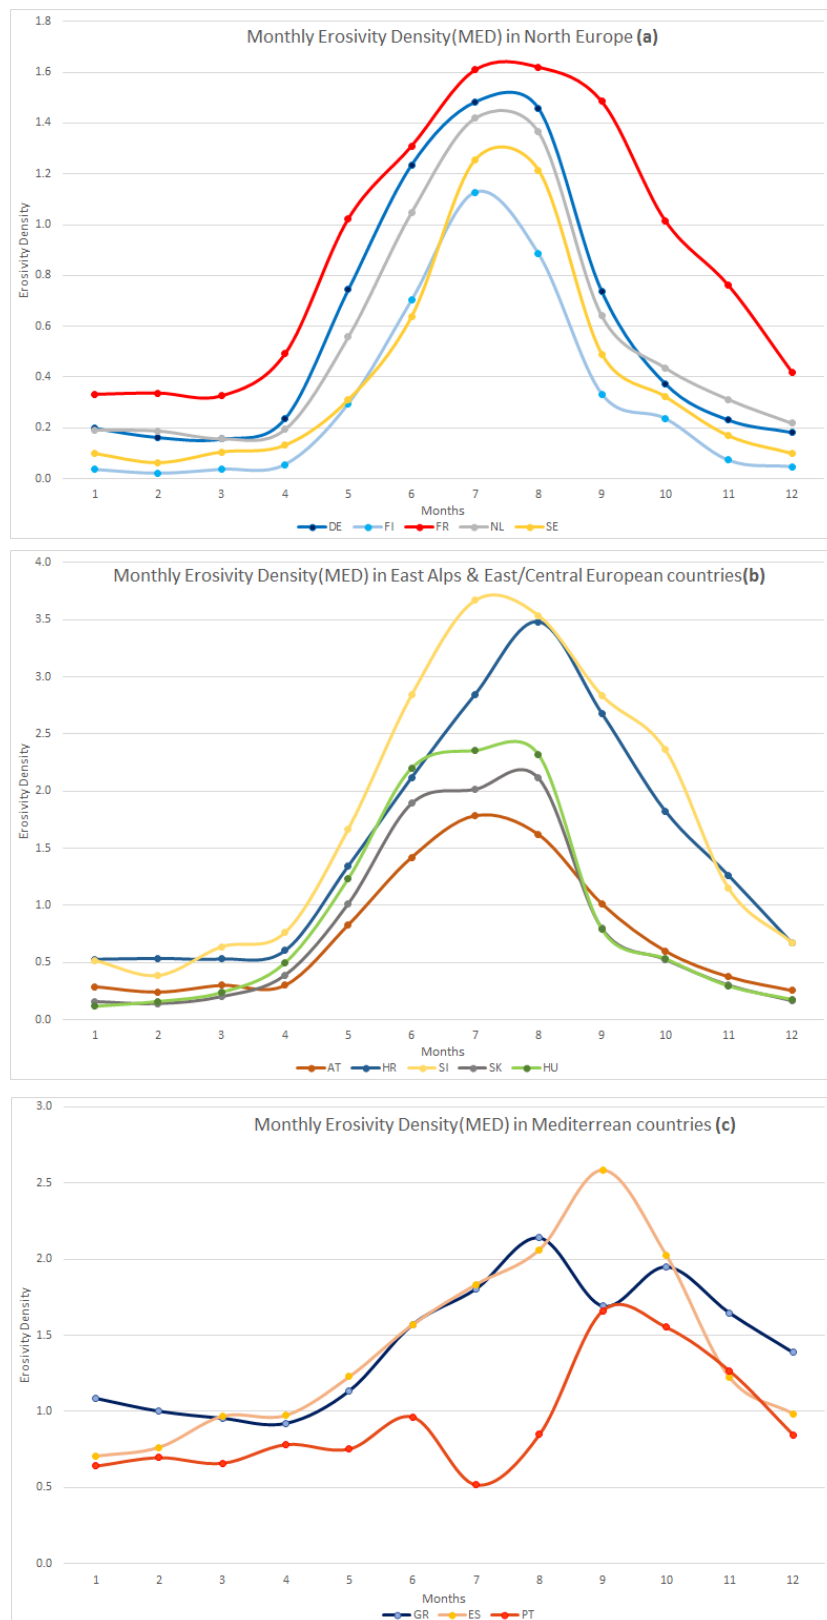 Monthly Erosivity Density(MED) in North Europe (a)
1.8
1.6
1.4
1.2
1.0
0.8
0.6
0.4
0.2
0.0
Erosivity Density
1 2 3 4 5 6 7 8 9 10 11 12
Months
DE FI FR NL SE
Monthly Erosivity Density(MED) in East Alps & East/Central European countries(b)
4.0
3.5
3.0
2.5
2.0
1.5
1.0
0.5
0.0
Erosivity Density
1 2 3 4 5 6 7 8 9 10 11 12
Months
AT HR SI SK HU
Monthly Erosivity Density(MED) in Mediterrean countries (c)
3.0
2.5
2.0
1.5
1.0
0.5
0.0
Erosivity Density
1 2 3 4 5 6 7 8 9 10 11 12
Months
GR ES PT